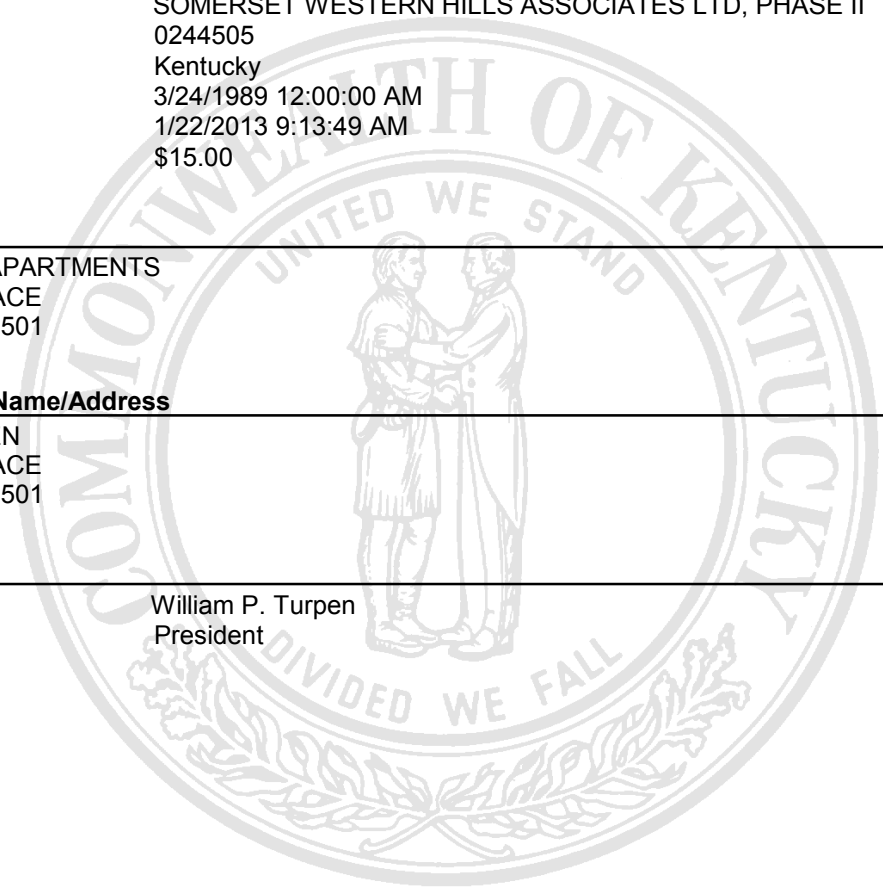 SOMERSET WESTERN HILLS ASSOCIATES LTD, PHASE II
0244505
Kentucky
3/24/1989 12:00:00 AM
1/22/2013 9:13:49 AM
$15.00
COMMONWEALTH OF KENTUCKY
UNITED WE STAND
APARTMENTS
ACE
501
Name/Address
EN
ACE
501
William P. Turpen
President
DIVIDED WE FALL